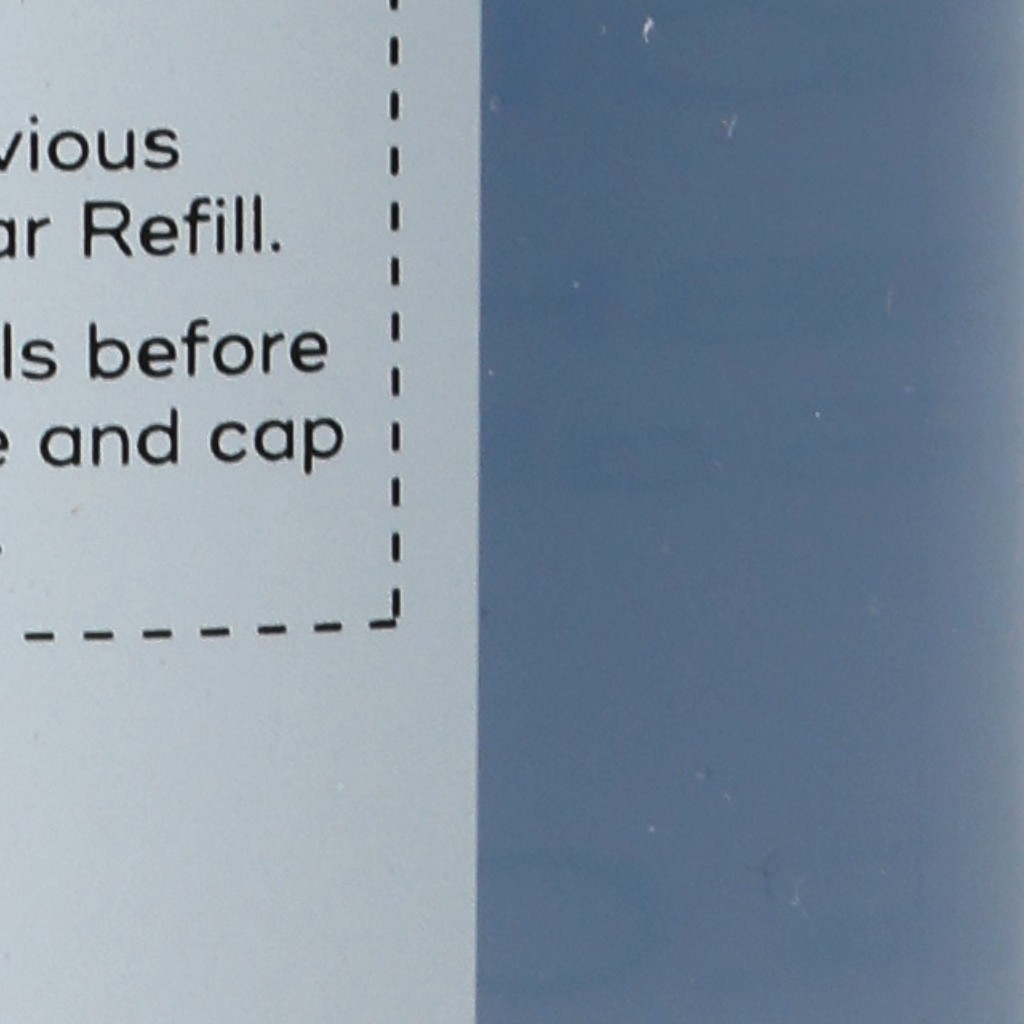 vious
ar Refill.
ls before
e and cap
.